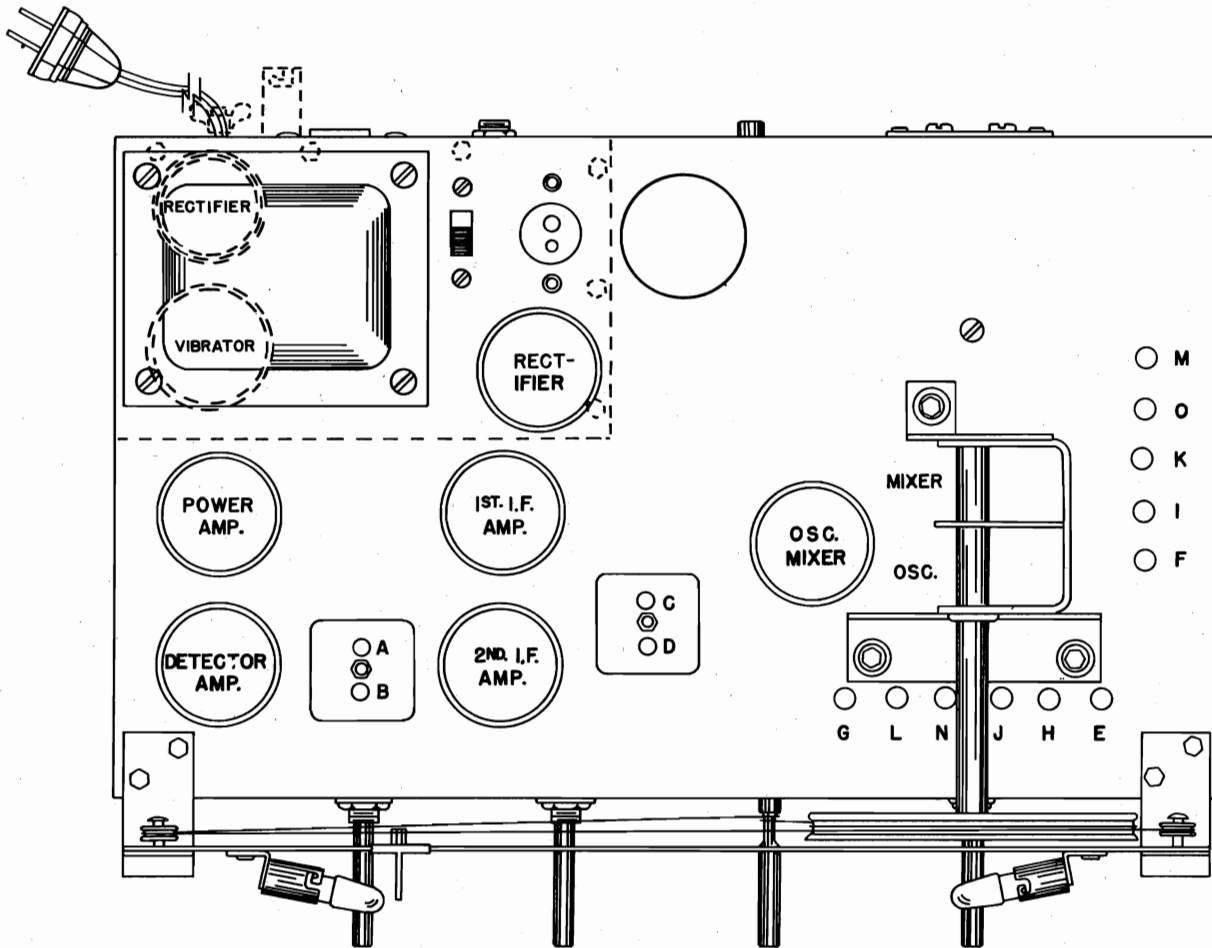 RECTIFIER
VIBRATOR
RECT-
IFIER
M
O
K
I
F
MIXER
OSC.
OSC.
MIXER
POWER
AMP.
1ST. I.F.
AMP.
C
D
DETECTOR
AMP.
A
B
2ND. I.F.
AMP.
G L N J H E